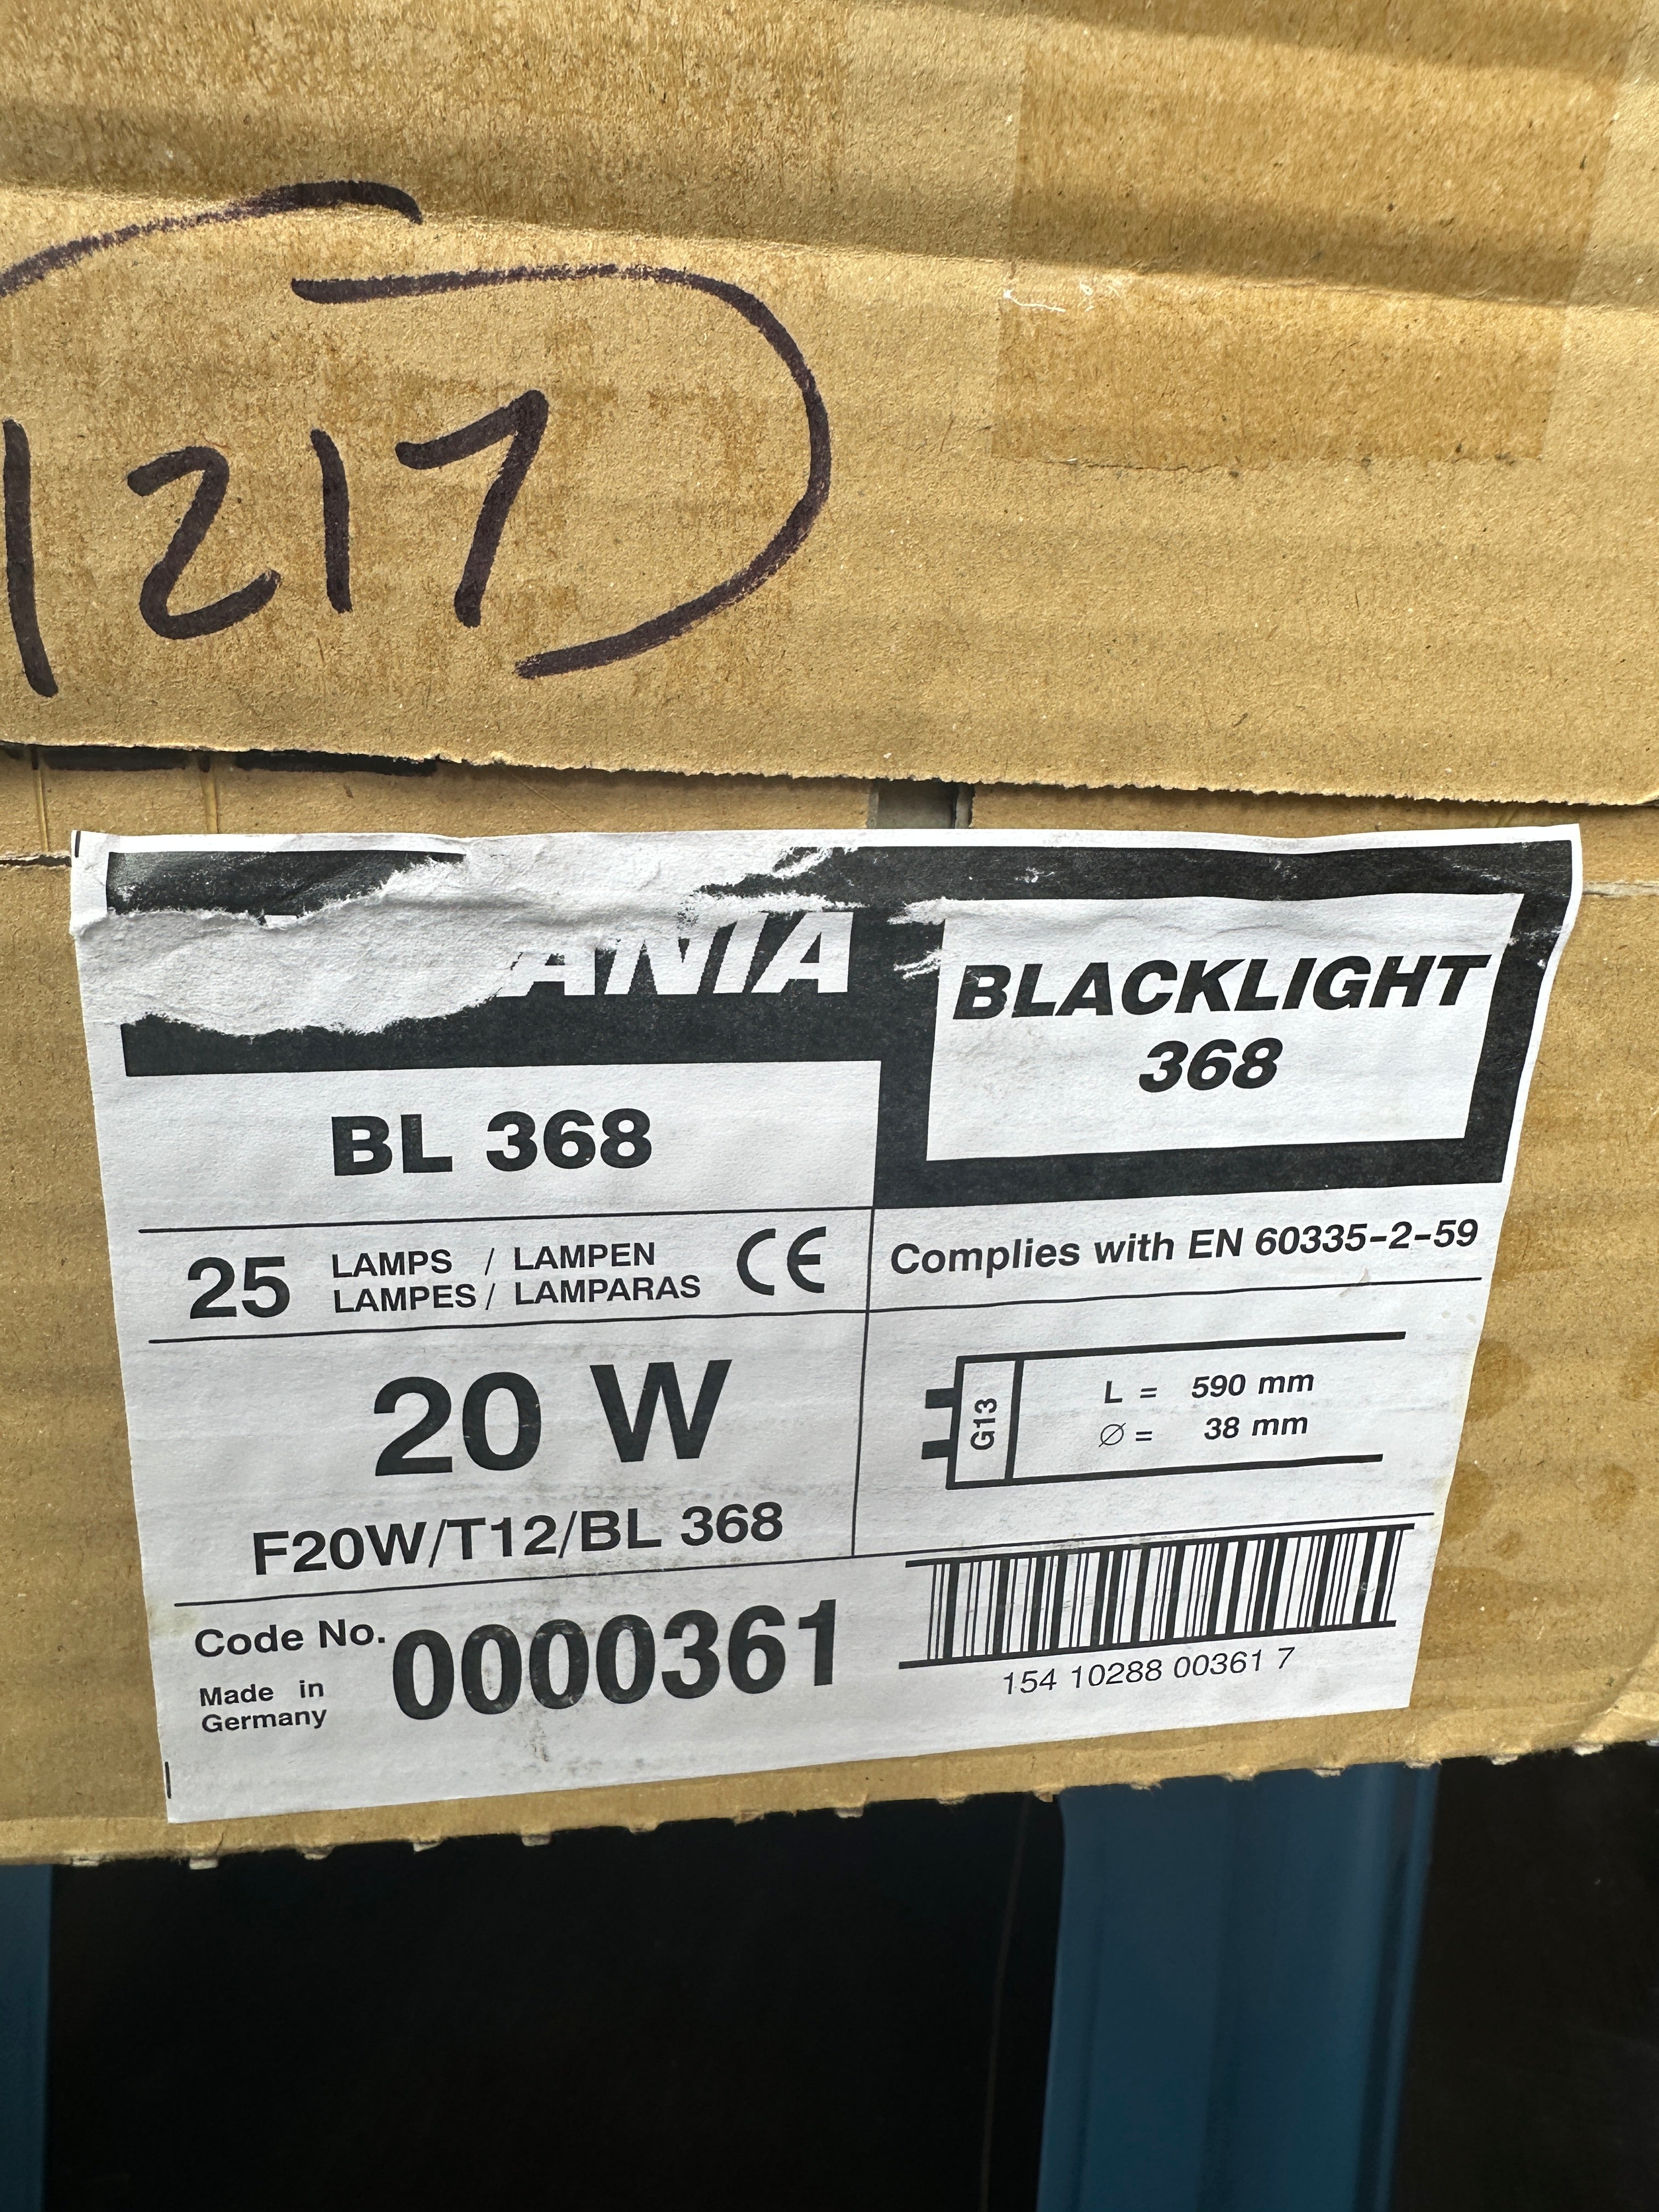 1217
ANIA
BLACKLIGHT
368
BL 368
25 LAMPS / LAMPEN
LAMPES / LAMPARAS
CE
Complies with EN 60335-2-59
20 W
F20W/T12/BL 368
G13
L = 590 mm
Ø = 38 mm
Code No. 0000361
Made in
Germany
154 10288 00361 7